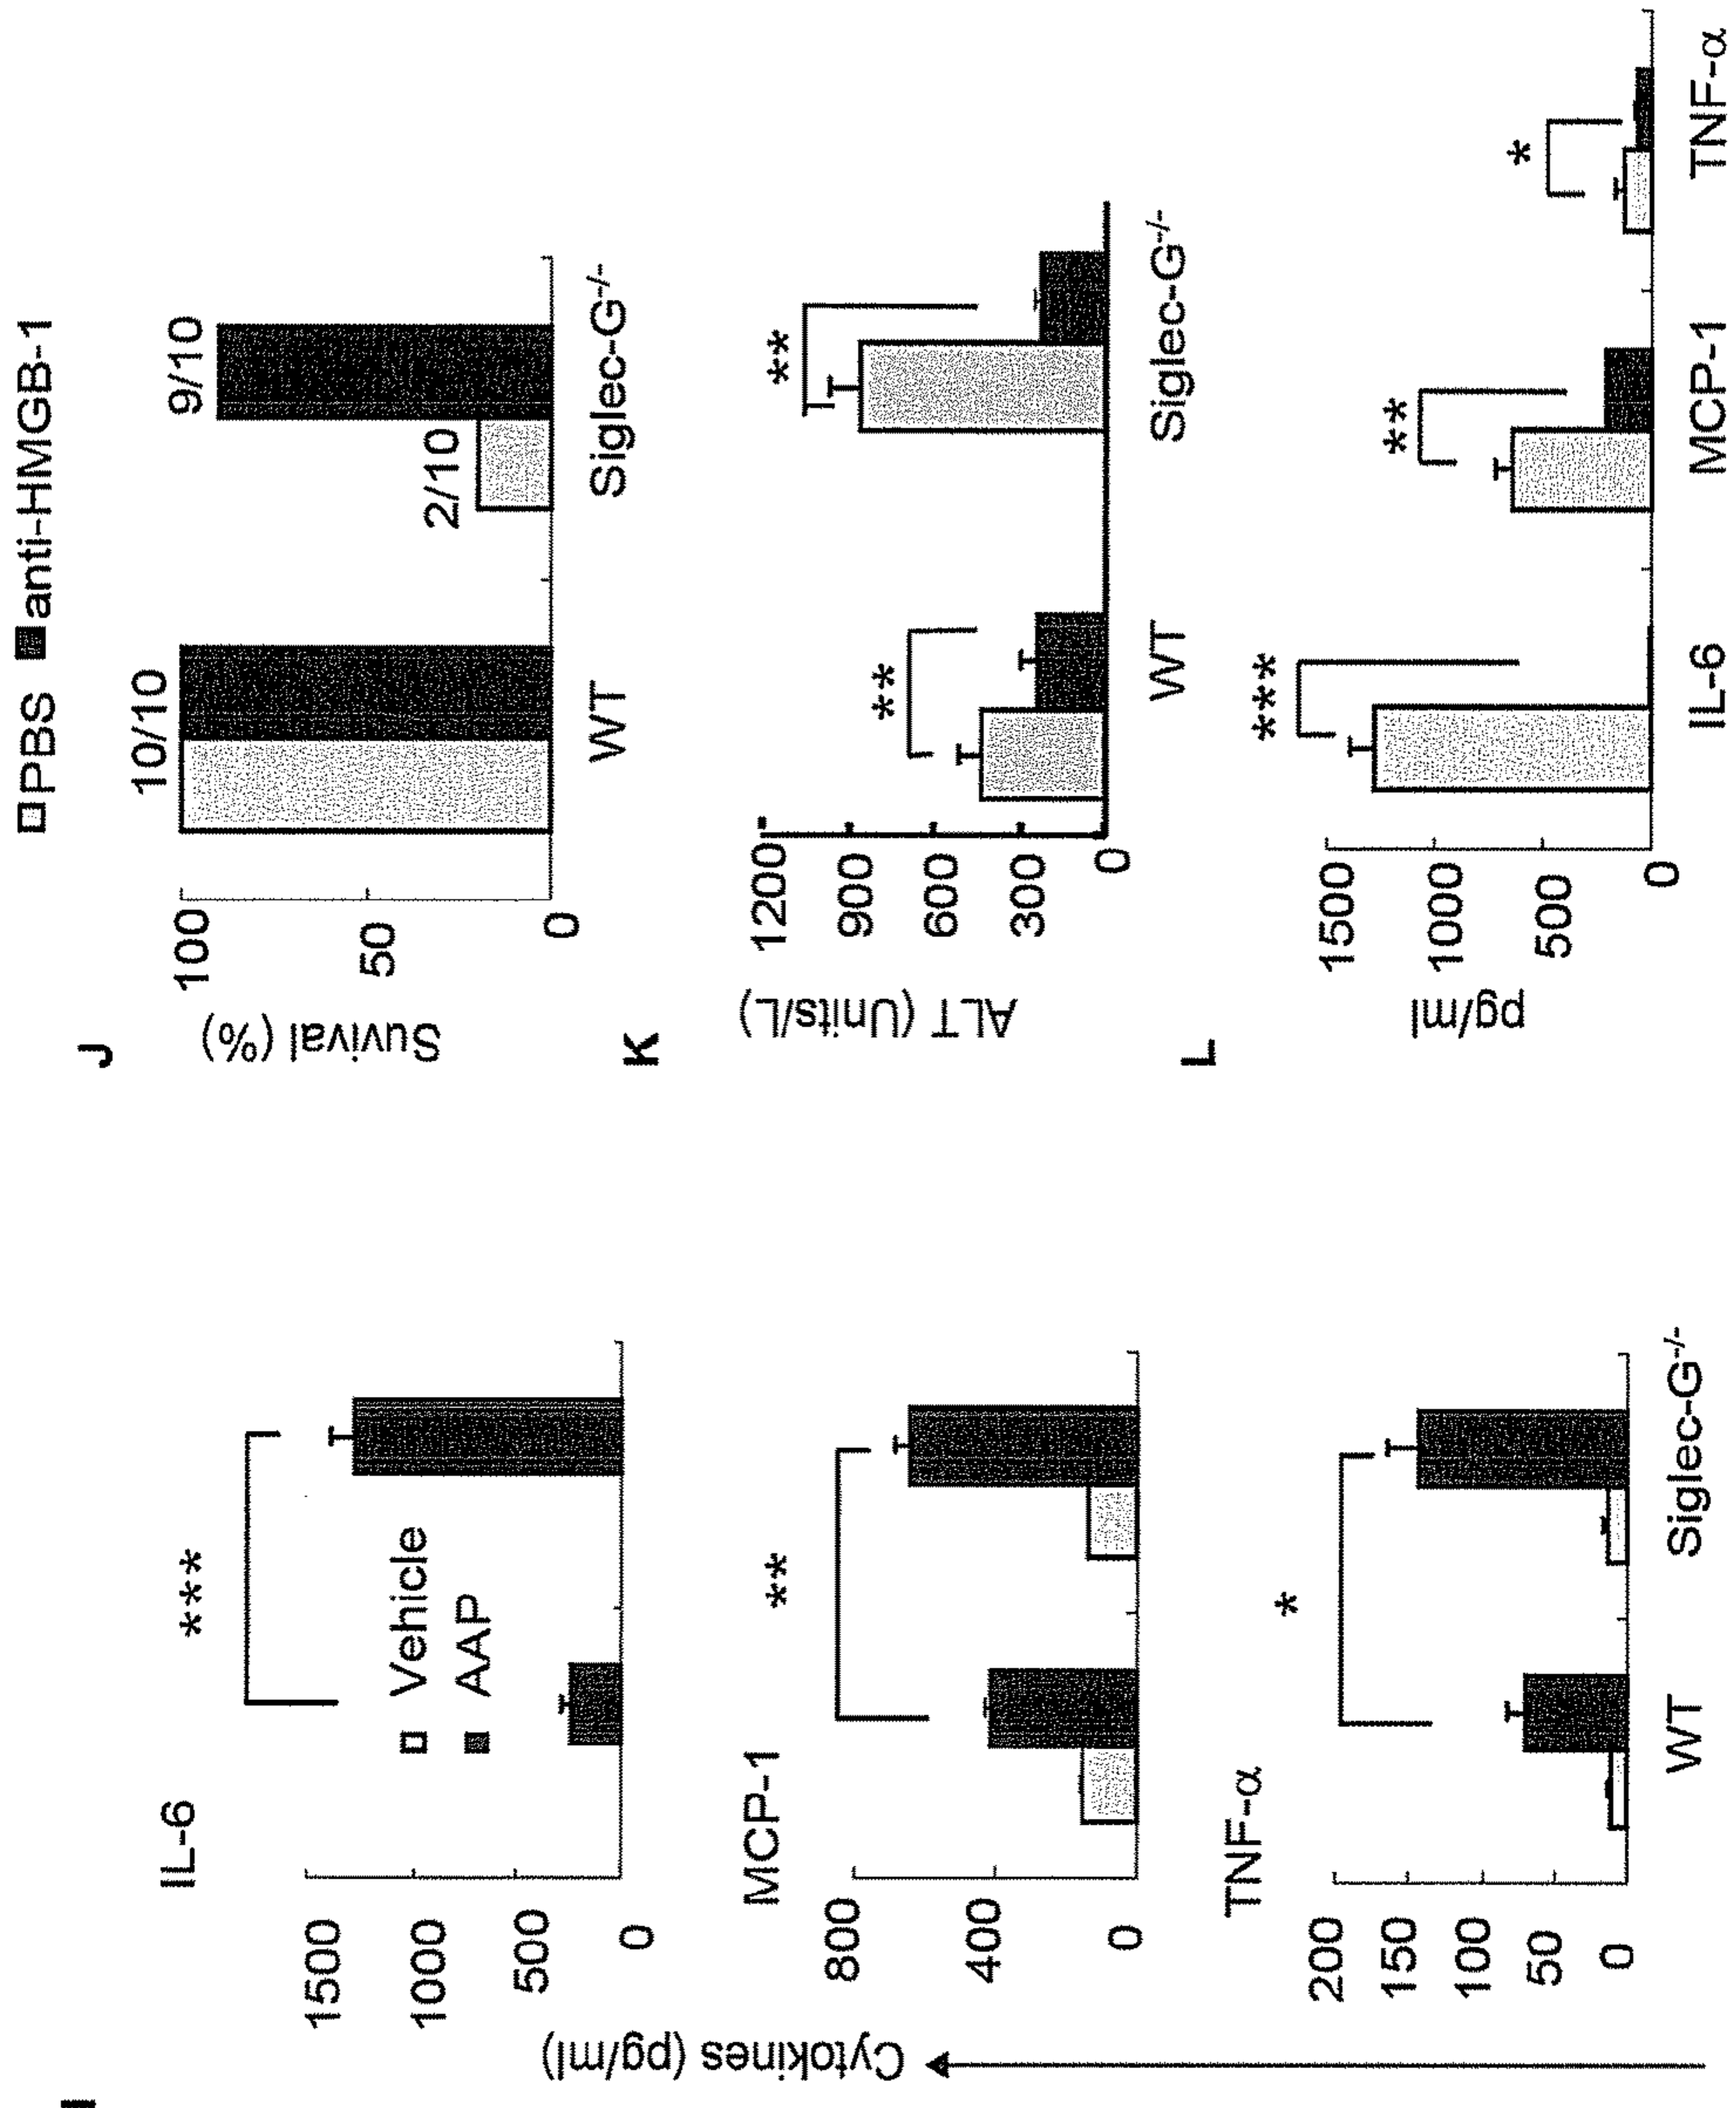 I
Cytokines (pg/ml)
IL-6
***
1500
1000
500
0
Vehicle
AAP
MCP-1
**
800
400
0
TNF-α
*
200
150
100
50
0
WT Siglec-G-/-
PBS anti-HMGB-1
J
Suvival (%)
100
50
0
10/10
2/10
9/10
WT Siglec-G-/-
K
ALT (Units/L)
1200
900
600
300
0
**
**
WT Siglec-G-/-
L
pg/ml
1500
1000
500
0
***
**
*
IL-6 MCP-1 TNF-α